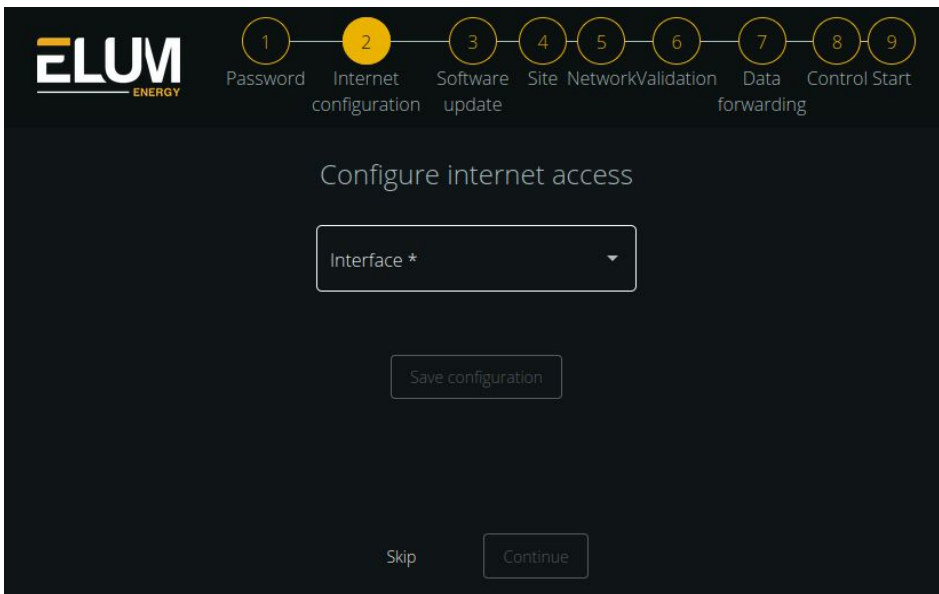 ELUM
ENERGY
1 2 3 4 5 6 7 8 9
Password Internet Software Site Network Validation Data Control Start
configuration update forwarding
Configure internet access
Interface *
Save configuration
Skip Continue